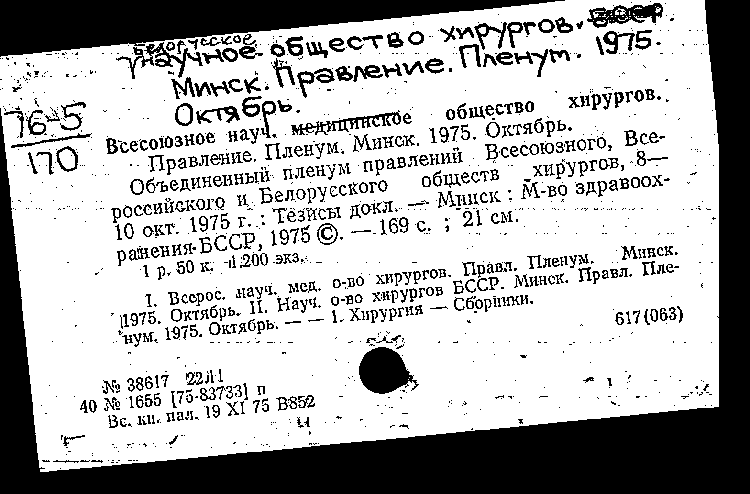 Белорусское
научное общество хирургов. БССР.
Минск. Правление. Пленум. 1975.
Октябрь.
76-5
170
Всесоюзное науч. медицинское общество хирургов.
Правление. Пленум. Минск. 1975. Октябрь.
Объединенный пленум правлений Всесоюзного, Все-
российского и Белорусского обществ хирургов, 8—
10 окт. 1975 г. : Тезисы докл. — Минск : М-во здравоох-
ранения БССР, 1975 ©. — 169 с. ; 21 см.
1 р. 50 к. 1.200 экз.
I. Всерос. науч. мед. о-во хирургов. Правл. Пленум. Минск.
1975. Октябрь. II. Науч. о-во хирургов БССР. Минск. Правл. Пле-
нум. 1975. Октябрь. — — 1. Хирургия — Сборники.
617(063)
№ 38617 22Л1
40 № 1655 [75-83733] п
Вс. кн. пал. 19 XI 75 В852